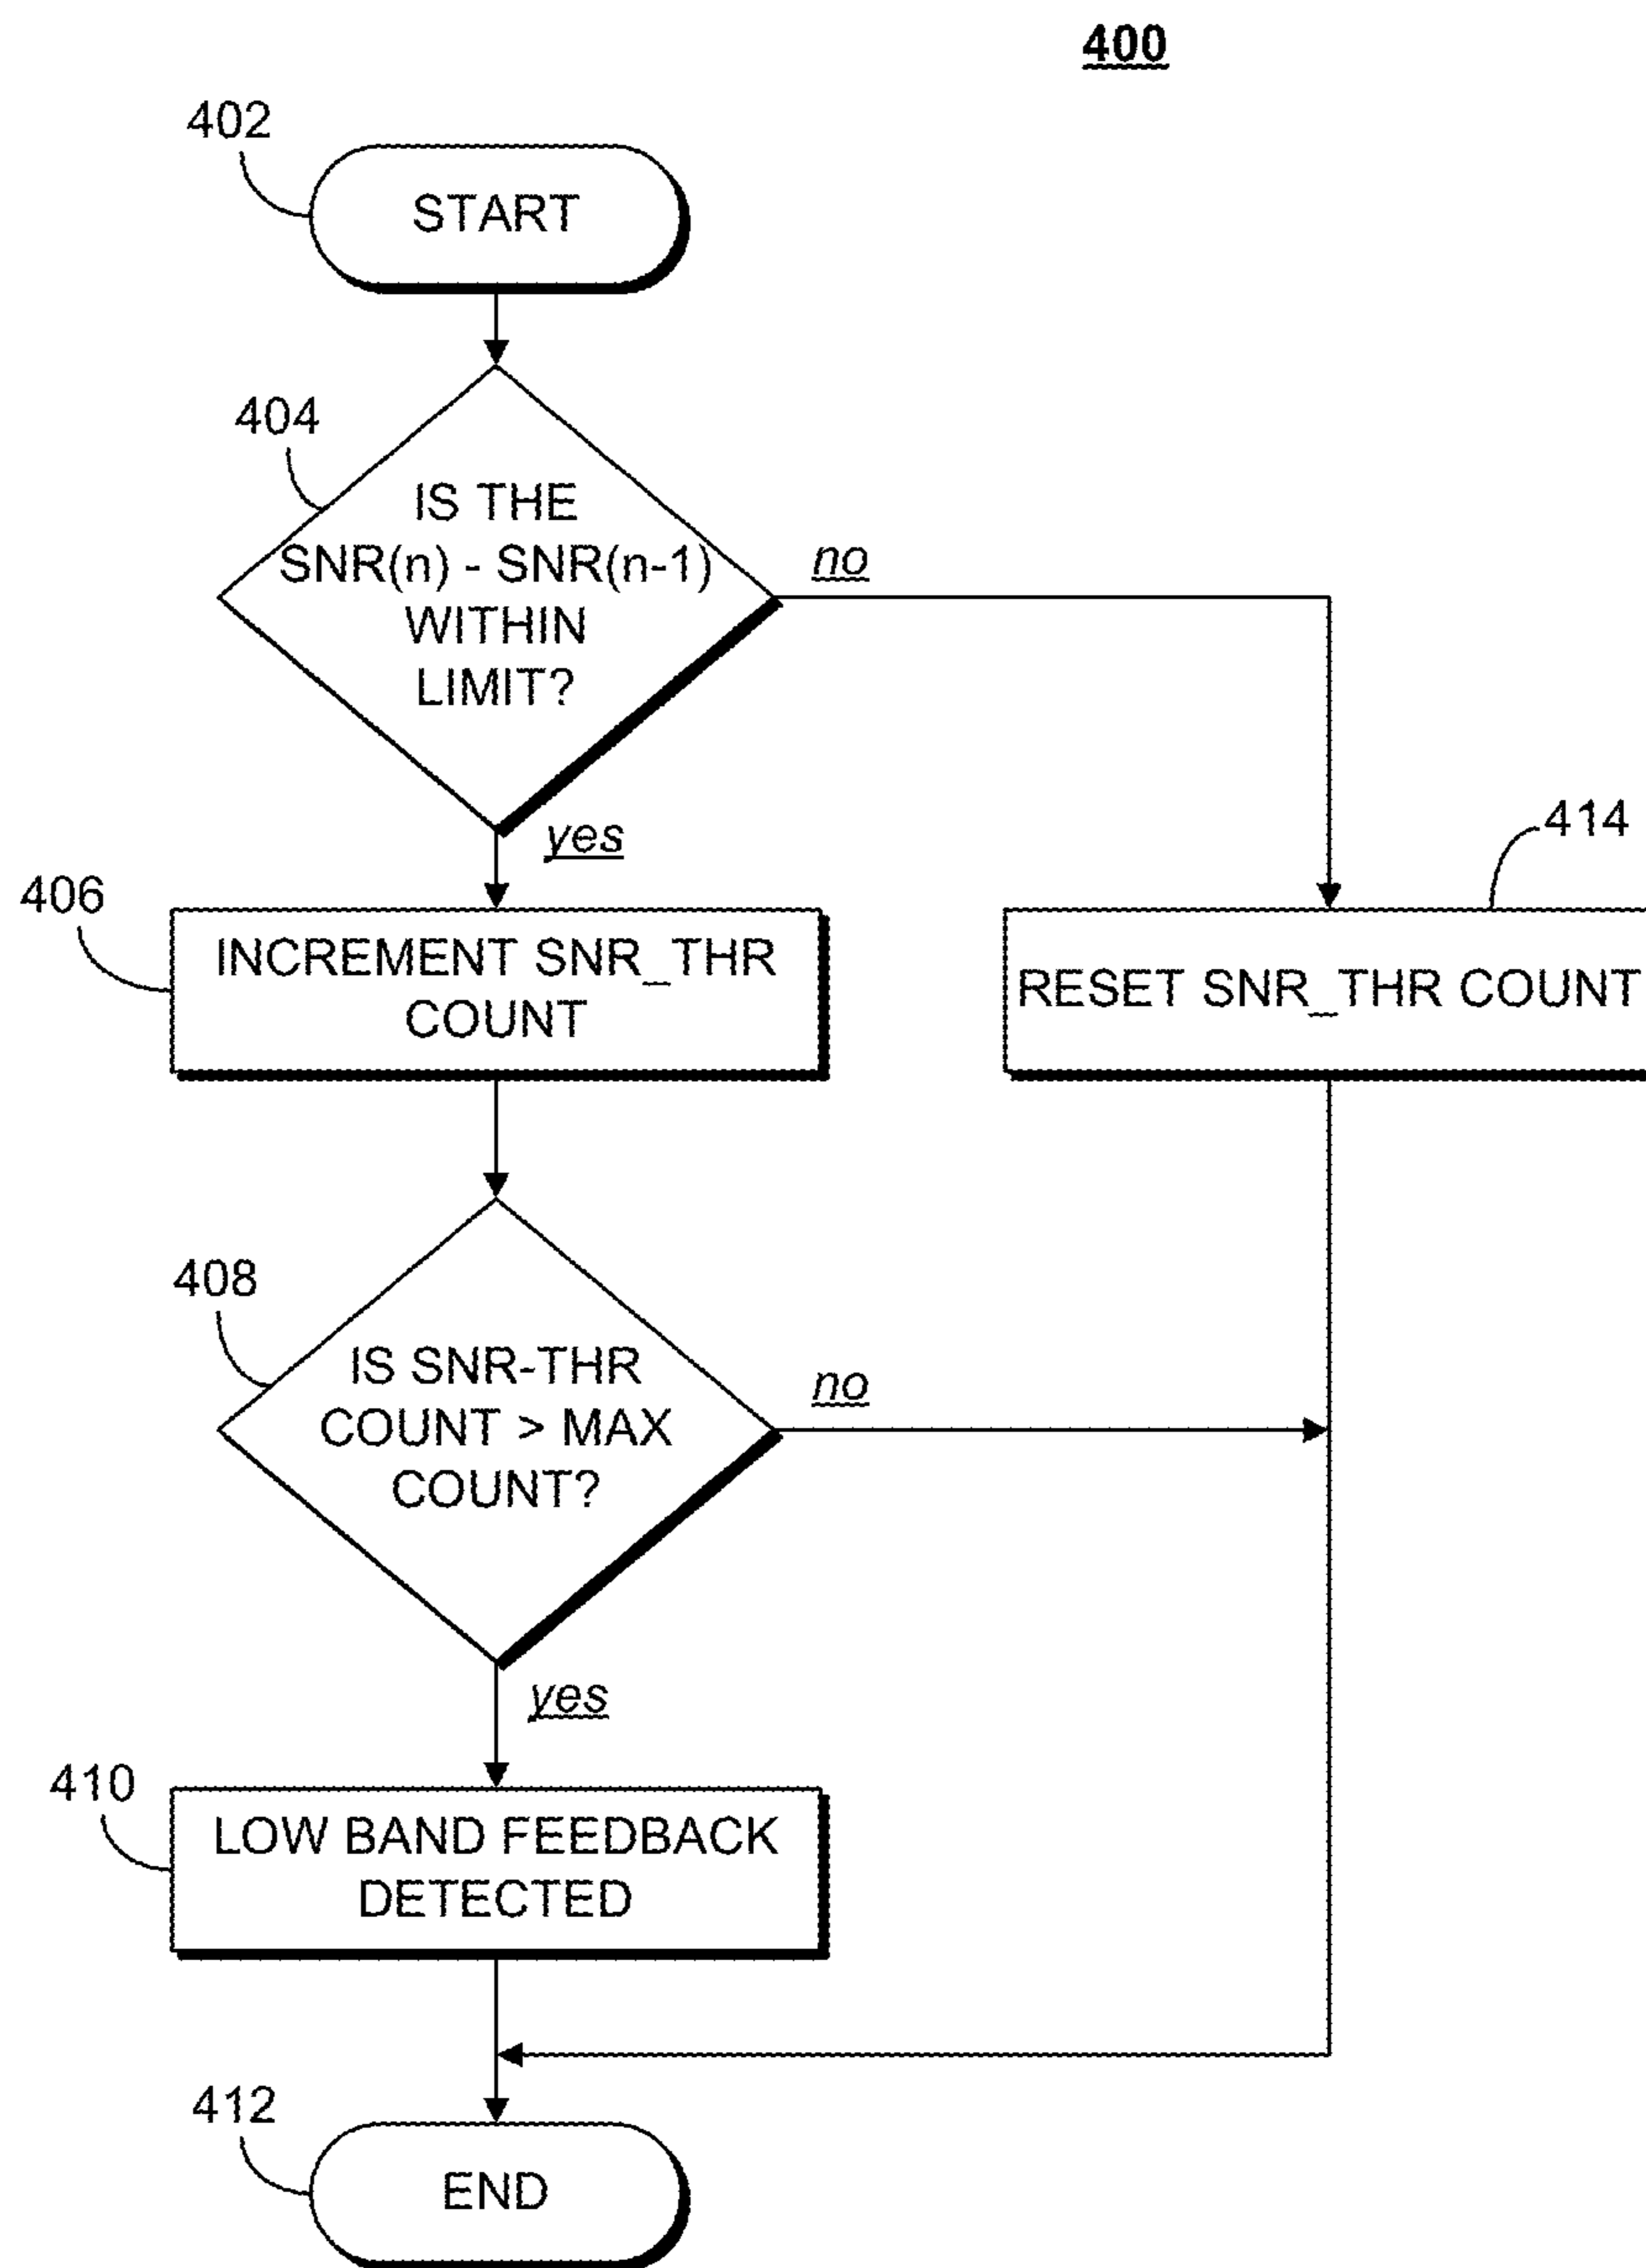 400
402
START
404
IS THE
SNR(n) - SNR(n-1)
WITHIN
LIMIT?
no
yes
414
406
INCREMENT SNR_THR
COUNT
RESET SNR_THR COUNT
408
IS SNR-THR
COUNT > MAX
COUNT?
no
yes
410
LOW BAND FEEDBACK
DETECTED
412
END